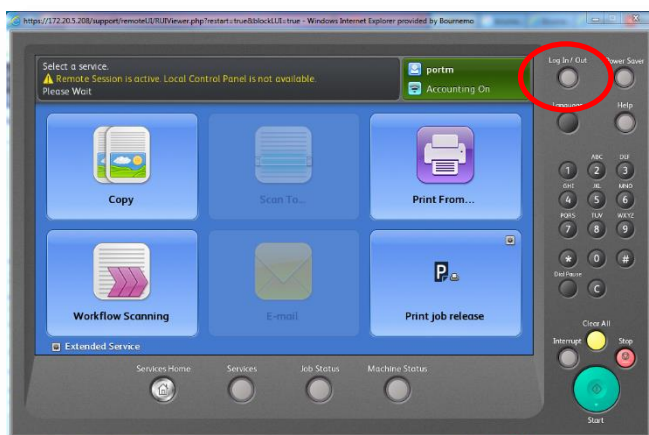 https://172.20.5.208/support/remoteUI/RUIViewer.php?restart=true&blockLUI=true - Windows Internet Explorer provided by Bournemo
Select a service.
Remote Session is active. Local Control Panel is not available.
Please Wait
portm
Accounting On
Log In / Out
Power Saver
Language
Help
Copy
Scan To...
Print From...
Workflow Scanning
E-mail
Print job release
Extended Service
Services Home
Services
Job Status
Machine Status
ABC DEF
1 2 3
GHI JKL MNO
4 5 6
PQRS TUV WXYZ
7 8 9
* 0 #
Dial Pause
C
Clear All
Interrupt
Stop
Start